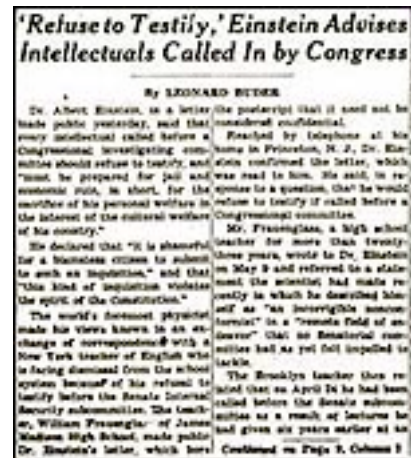 'Refuse to Testify,' Einstein Advises
Intellectuals Called In by Congress
By LEONARD BUDER
Dr. Albert Einstein, in a letter
made public yesterday, said that
every intellectual called before a
Congressional investigating com-
mittee should refuse to testify, and
"must be prepared for jail and
economic ruin, in short, for the
sacrifice of his personal welfare in
the interest of the cultural welfare
of his country."
He declared that "it is shameful
for a blameless citizen to submit
to such an inquisition," and that
"this kind of inquisition violates
the spirit of the Constitution."
The world's foremost physicist
made his views known in an ex-
change of correspondence with a
New York teacher of English who
is facing dismissal from the school
system because of his refusal to
testify before the Senate Internal
Security subcommittee. The teach-
er, William Frauenglass of James
Madison High School, made public
Dr. Einstein's letter, which bore
the postscript that it need not be
considered confidential.
Reached by telephone at his
home in Princeton, N. J., Dr. Ein-
stein confirmed the letter, which
was read to him. He said, in re-
sponse to a question, that he would
refuse to testify if called before a
Congressional committee.
Mr. Frauenglass, a high school
teacher for more than twenty-
three years, wrote to Dr. Einstein
on May 9 and referred to a state-
ment the scientist had made re-
cently in which he described him-
self as "an incorrigible noncon-
formist" in a "remote field of en-
deavor" that no Senatorial com-
mittee had as yet felt impelled to
tackle.
The Brooklyn teacher then re-
lated that on April 24 he had been
called before the Senate subcom-
mittee as a result of lectures he
had given six years earlier at an
Continued on Page 9, Column